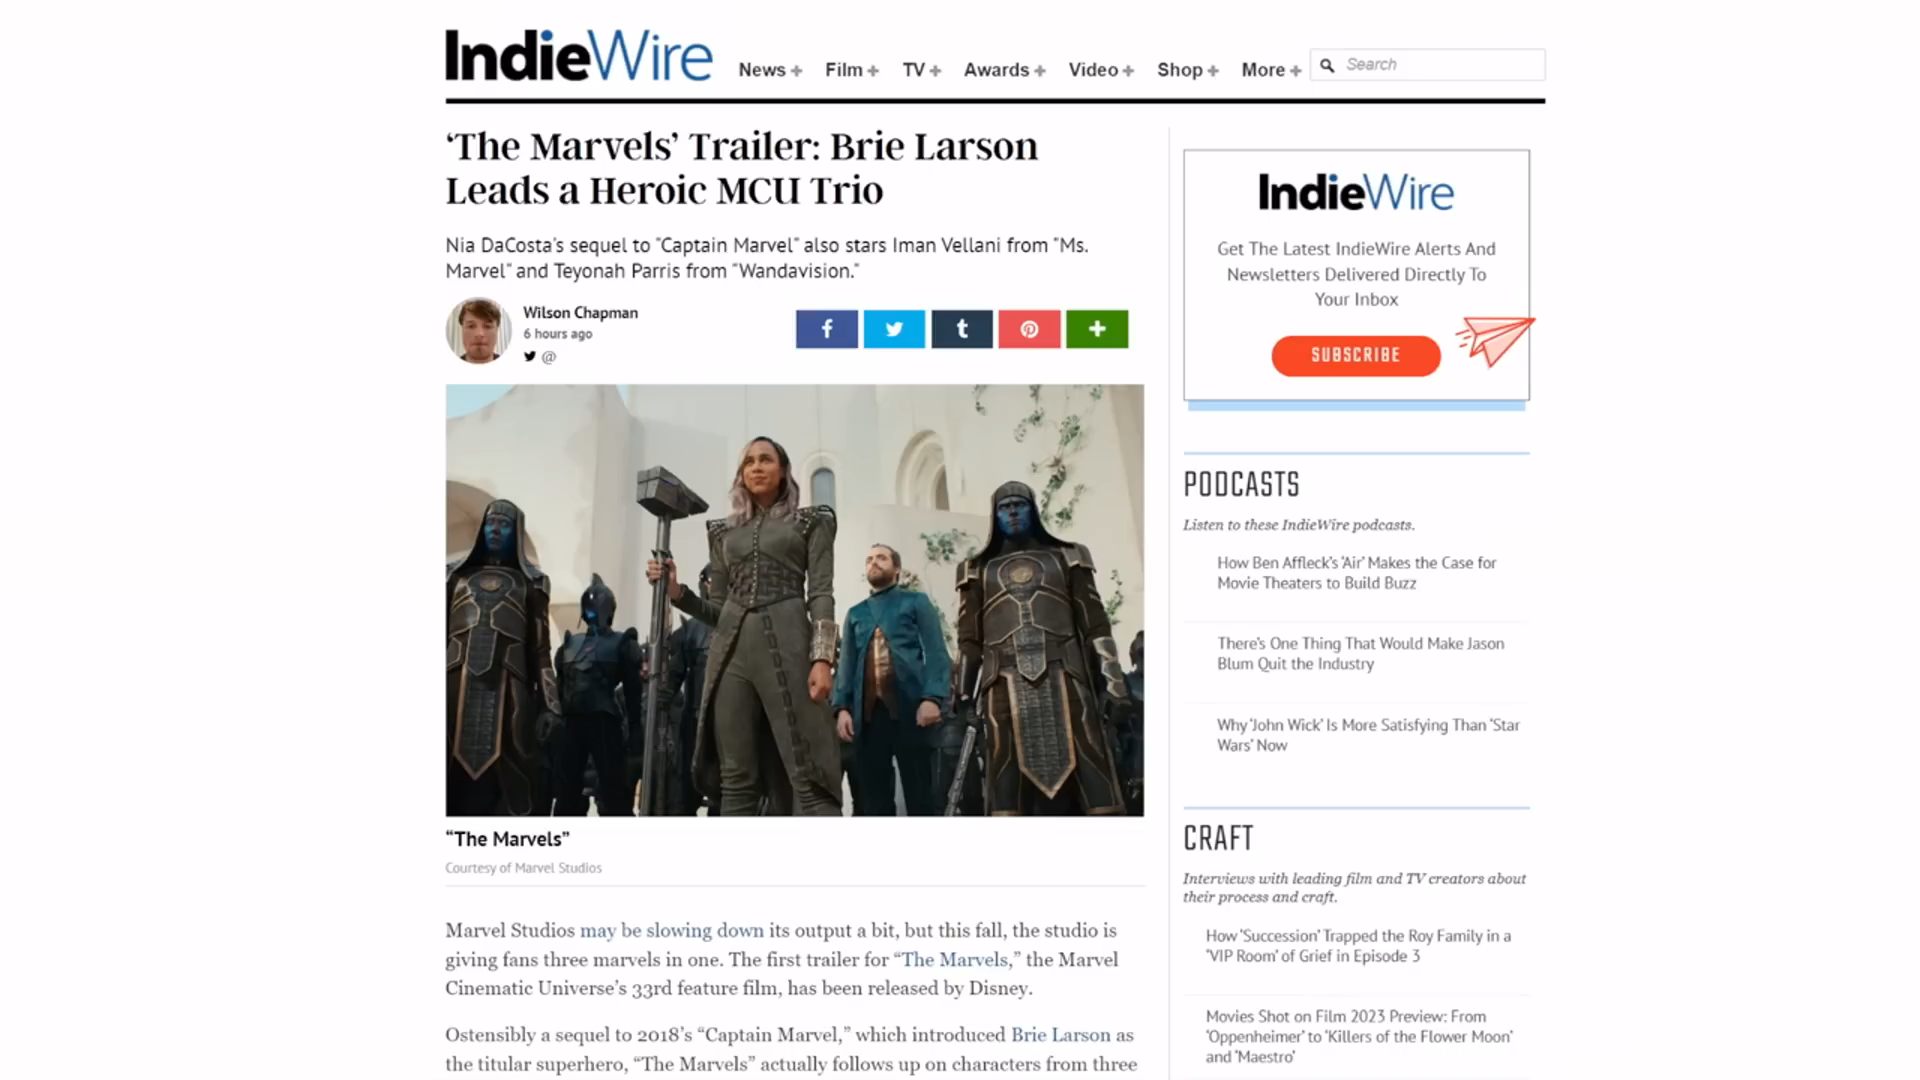 IndieWire
News + Film + TV + Awards + Video + Shop + More + Search
‘The Marvels’ Trailer: Brie Larson
Leads a Heroic MCU Trio
Nia DaCosta's sequel to "Captain Marvel" also stars Iman Vellani from "Ms.
Marvel" and Teyonah Parris from "Wandavision."
Wilson Chapman
6 hours ago
@
f
t
+
“The Marvels”
Courtesy of Marvel Studios
Marvel Studios may be slowing down its output a bit, but this fall, the studio is
giving fans three marvels in one. The first trailer for “The Marvels,” the Marvel
Cinematic Universe’s 33rd feature film, has been released by Disney.
Ostensibly a sequel to 2018’s “Captain Marvel,” which introduced Brie Larson as
the titular superhero, “The Marvels” actually follows up on characters from three
IndieWire
Get The Latest IndieWire Alerts And
Newsletters Delivered Directly To
Your Inbox
SUBSCRIBE
PODCASTS
Listen to these IndieWire podcasts.
How Ben Affleck’s ‘Air’ Makes the Case for
Movie Theaters to Build Buzz
There’s One Thing That Would Make Jason
Blum Quit the Industry
Why ‘John Wick’ Is More Satisfying Than ‘Star
Wars’ Now
CRAFT
Interviews with leading film and TV creators about
their process and craft.
How ‘Succession’ Trapped the Roy Family in a
‘VIP Room’ of Grief in Episode 3
Movies Shot on Film 2023 Preview: From
‘Oppenheimer’ to ‘Killers of the Flower Moon’
and ‘Maestro’